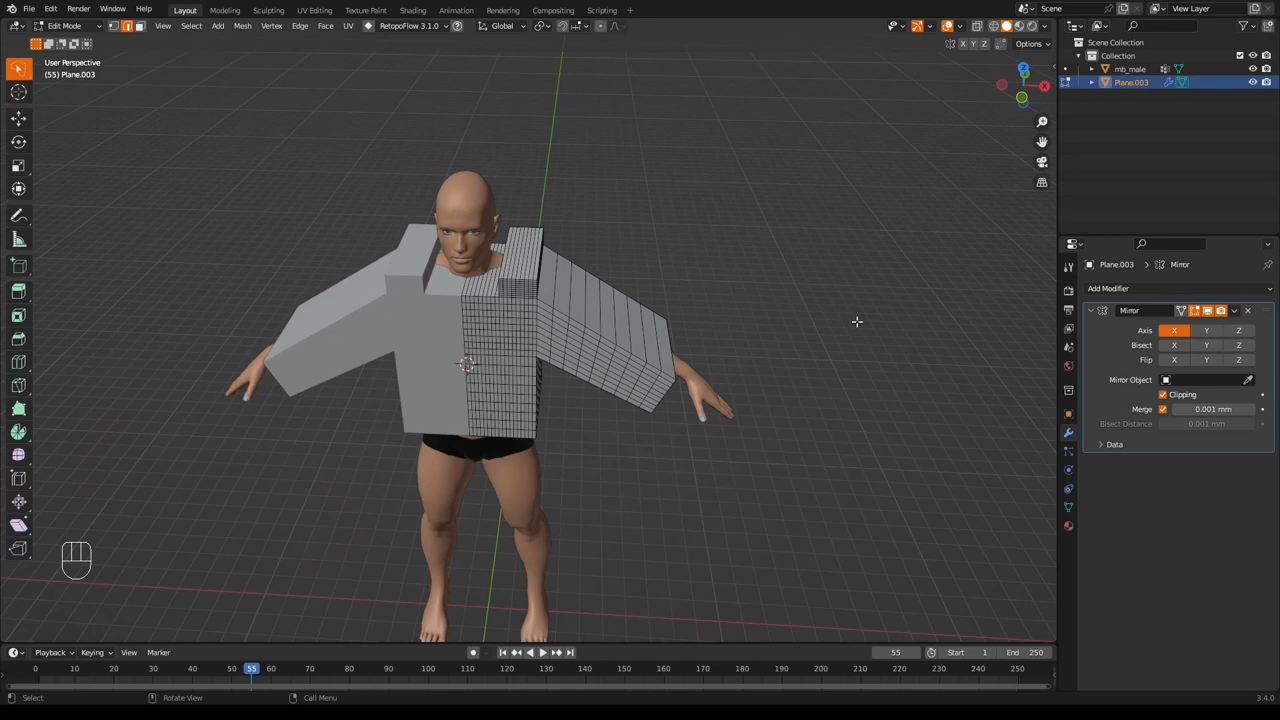 File Edit Render Window Help Layout Modeling Sculpting UV Editing Texture Paint Shading Animation Rendering Compositing Scripting + Scene View Layer
Edit Mode View Select Add Mesh Vertex Edge Face UV RetopoFlow 3.1.0 Global
X Y Z Options
User Perspective
(55) Plane.003
Z
X
Scene Collection
Collection
mb_male
Plane.003
Plane.003 > Mirror
Add Modifier
Mirror
Axis X Y Z
Bisect X Y Z
Flip X Y Z
Mirror Object
Clipping
Merge 0.001 mm
Bisect Distance 0.001 mm
Data
Playback Keying View Marker 55 Start 1 End 250
0 10 20 30 40 50 55 60 70 80 90 100 110 120 130 140 150 160 170 180 190 200 210 220 230 240 250
Select Rotate View Call Menu 3.4.0